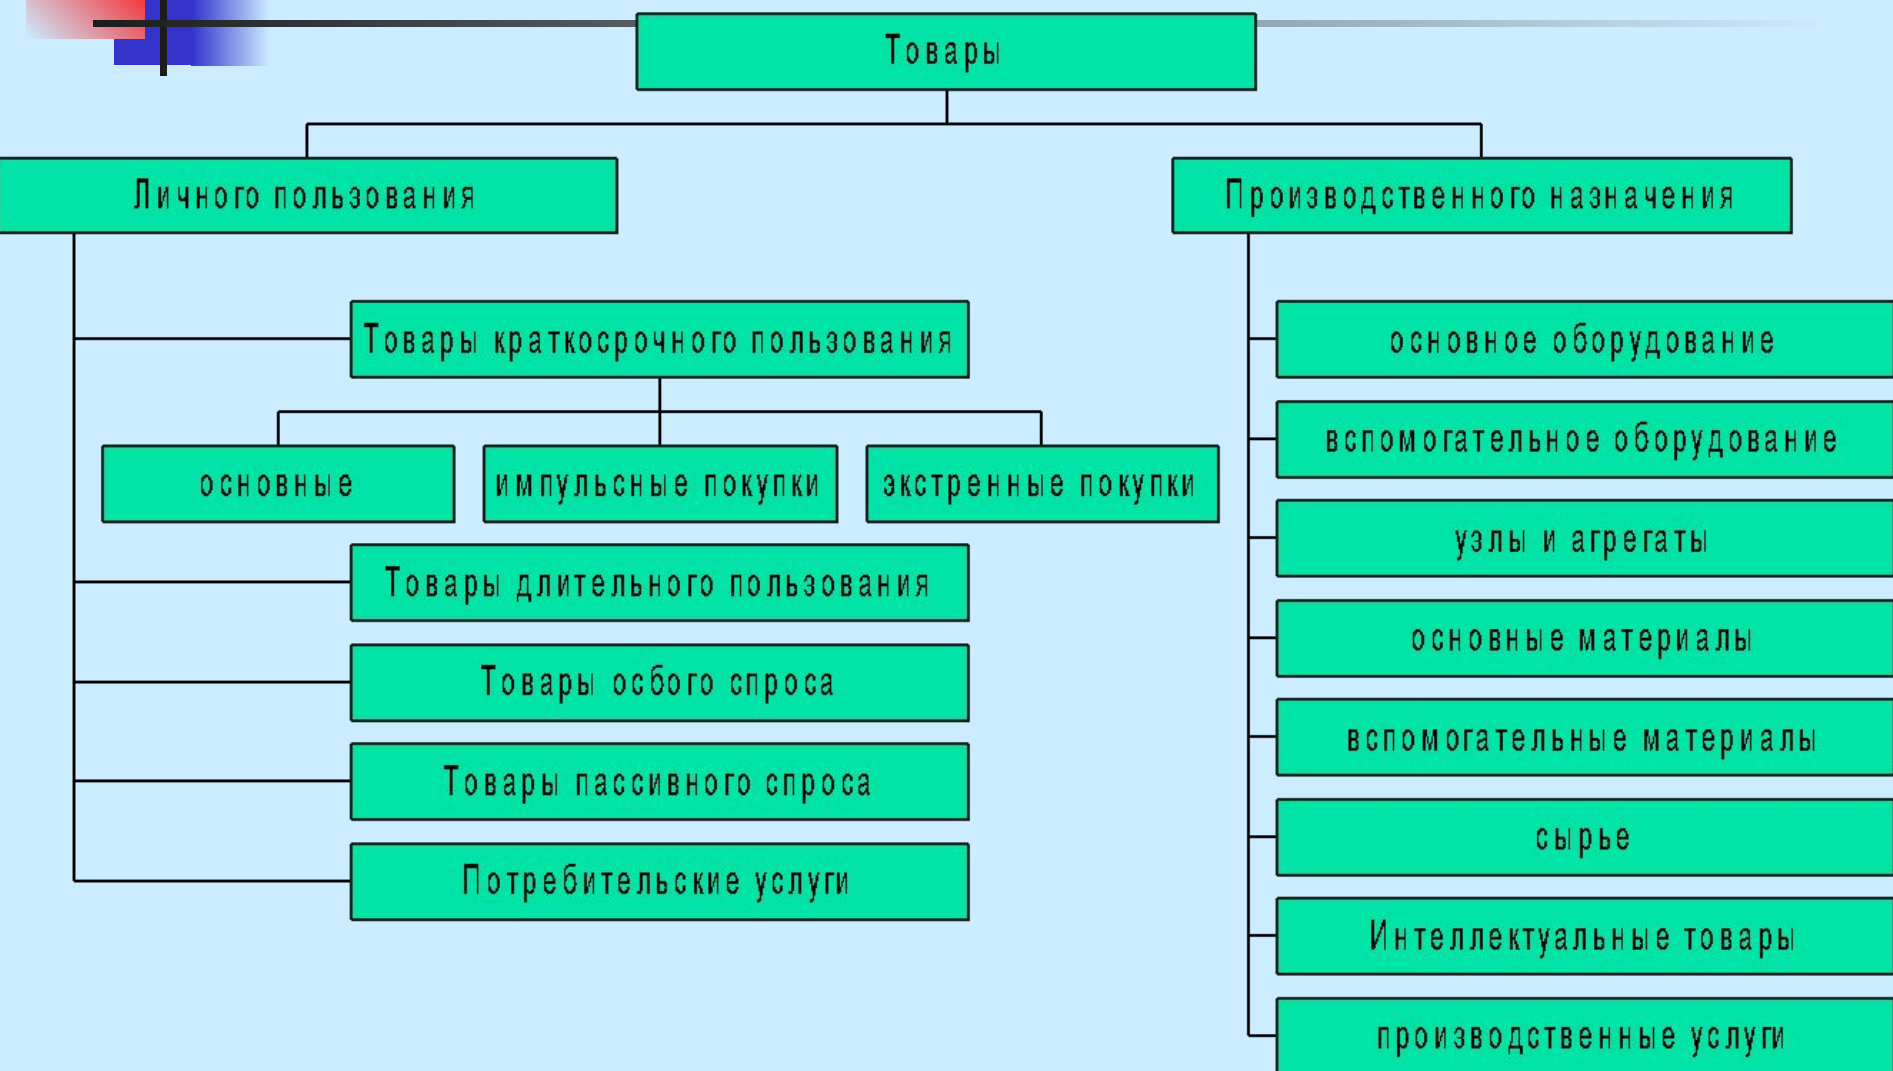 Товары
Личного пользования
Производственного назначения
Товары краткосрочного пользования
основные
импульсные покупки
экстренные покупки
Товары длительного пользования
Товары осбого спроса
Товары пассивного спроса
Потребительские услуги
основное оборудование
вспомогательное оборудование
узлы и агрегаты
основные материалы
вспомогательные материалы
сырье
Интеллектуальные товары
производственные услуги